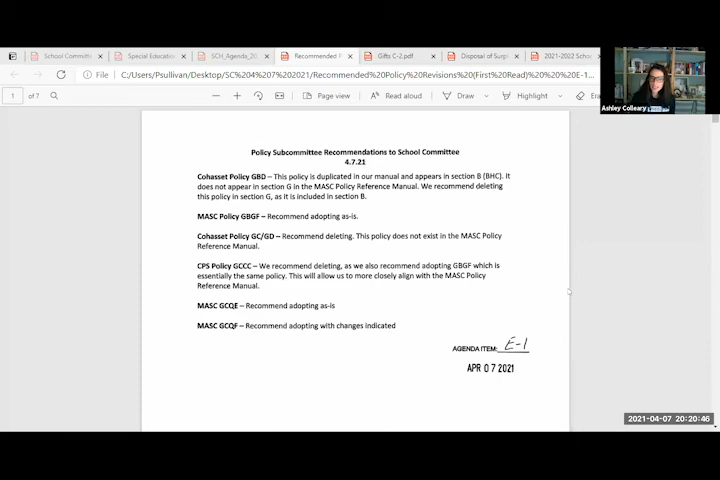 School Committe
Special Education
SCH_Agenda_20
Recommended P
Gifts C-2.pdf
Disposal of Surpl
2021-2022 Schoo
File
C:/Users/Psullivan/Desktop/SC%204%207%202021/Recommended%20Policy%20Revisions%20(First%20Read)%20%20%20E-1...
1 of 7
Page view
Read aloud
Draw
Highlight
Era
Ashley Colleary
Policy Subcommittee Recommendations to School Committee
4.7.21
Cohasset Policy GBD – This policy is duplicated in our manual and appears in section B (BHC). It
does not appear in section G in the MASC Policy Reference Manual. We recommend deleting
this policy in section G, as it is included in section B.
MASC Policy GBGF – Recommend adopting as-is.
Cohasset Policy GC/GD – Recommend deleting. This policy does not exist in the MASC Policy
Reference Manual.
CPS Policy GCCC – We recommend deleting, as we also recommend adopting GBGF which is
essentially the same policy. This will allow us to more closely align with the MASC Policy
Reference Manual.
MASC GCQE – Recommend adopting as-is
MASC GCQF – Recommend adopting with changes indicated
AGENDA ITEM: E-1
APR 07 2021
2021-04-07 20:20:46